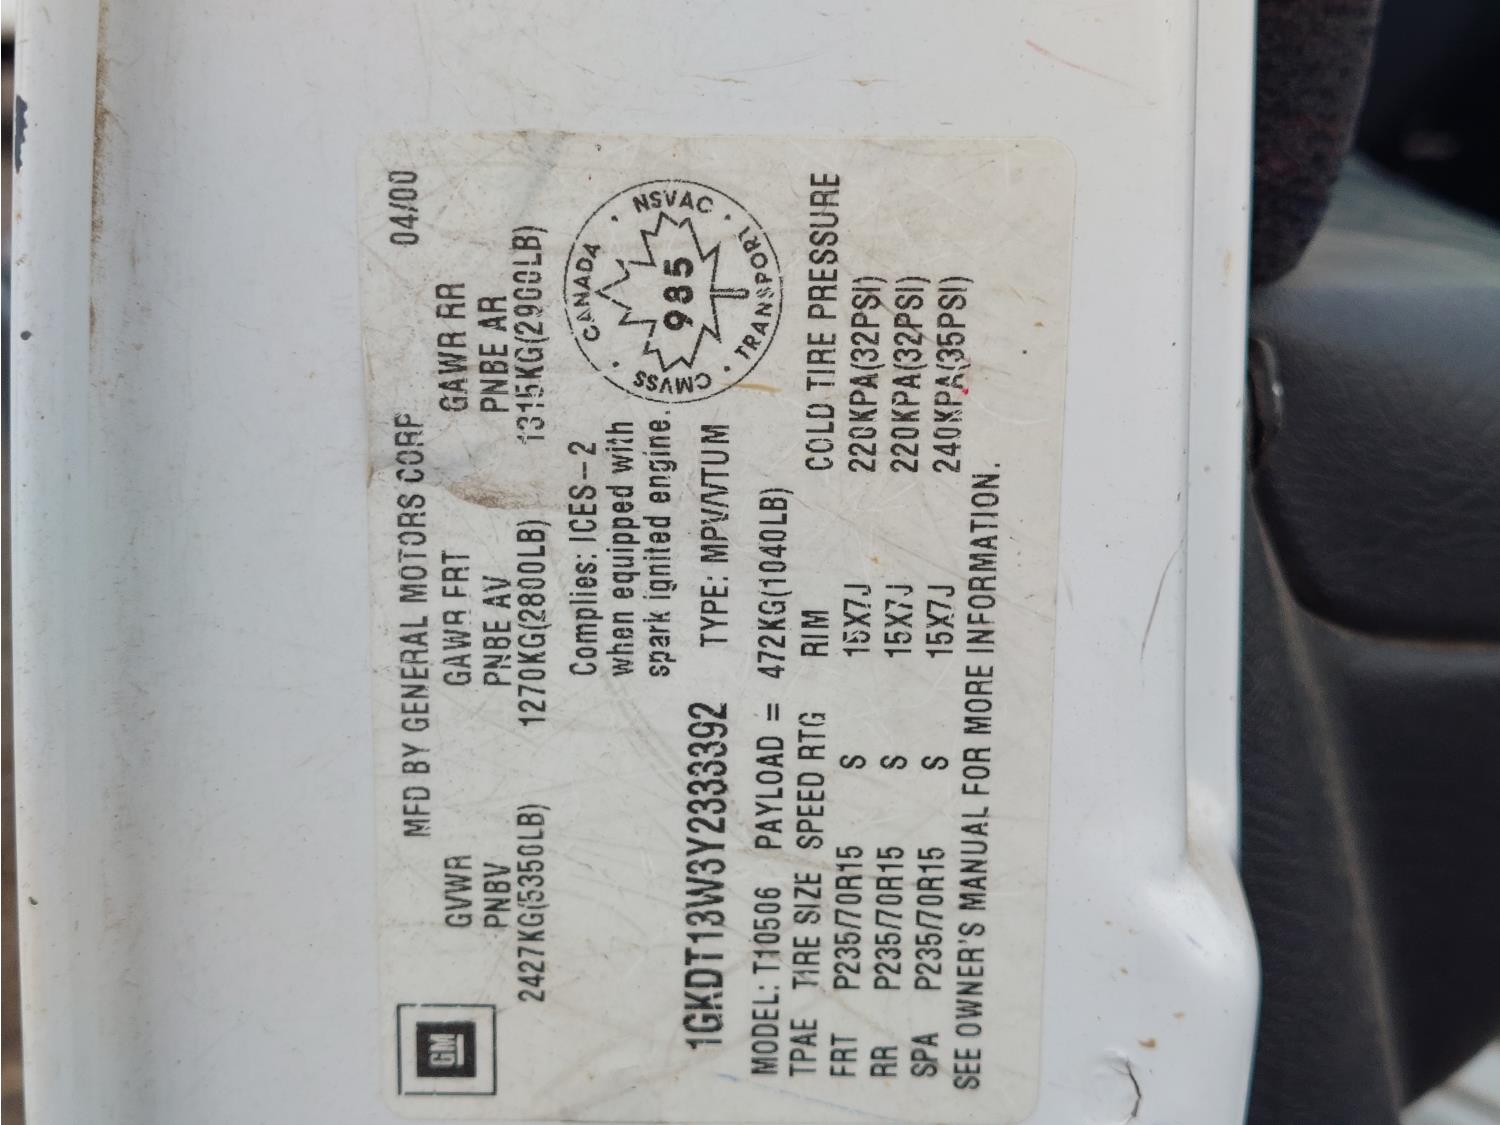 GM
MFD BY GENERAL MOTORS CORP 04/00
GVWR GAWR FRT GAWR RR
PNBV PNBE AV PNBE AR
2427KG(5350LB) 1270KG(2800LB) 1315KG(2900LB)
Complies: ICES-2
when equipped with
spark ignited engine.
CANADA · NSVAC · TRANSPORT · CMVSS ·
985
1GKDT13W3Y2333392 TYPE: MPV/VTUM
MODEL: T10506 PAYLOAD = 472KG(1040LB)
TPAE TIRE SIZE SPEED RTG RIM COLD TIRE PRESSURE
FRT P235/70R15 S 15X7J 220KPA(32PSI)
RR P235/70R15 S 15X7J 220KPA(32PSI)
SPA P235/70R15 S 15X7J 240KPA(35PSI)
SEE OWNER'S MANUAL FOR MORE INFORMATION.